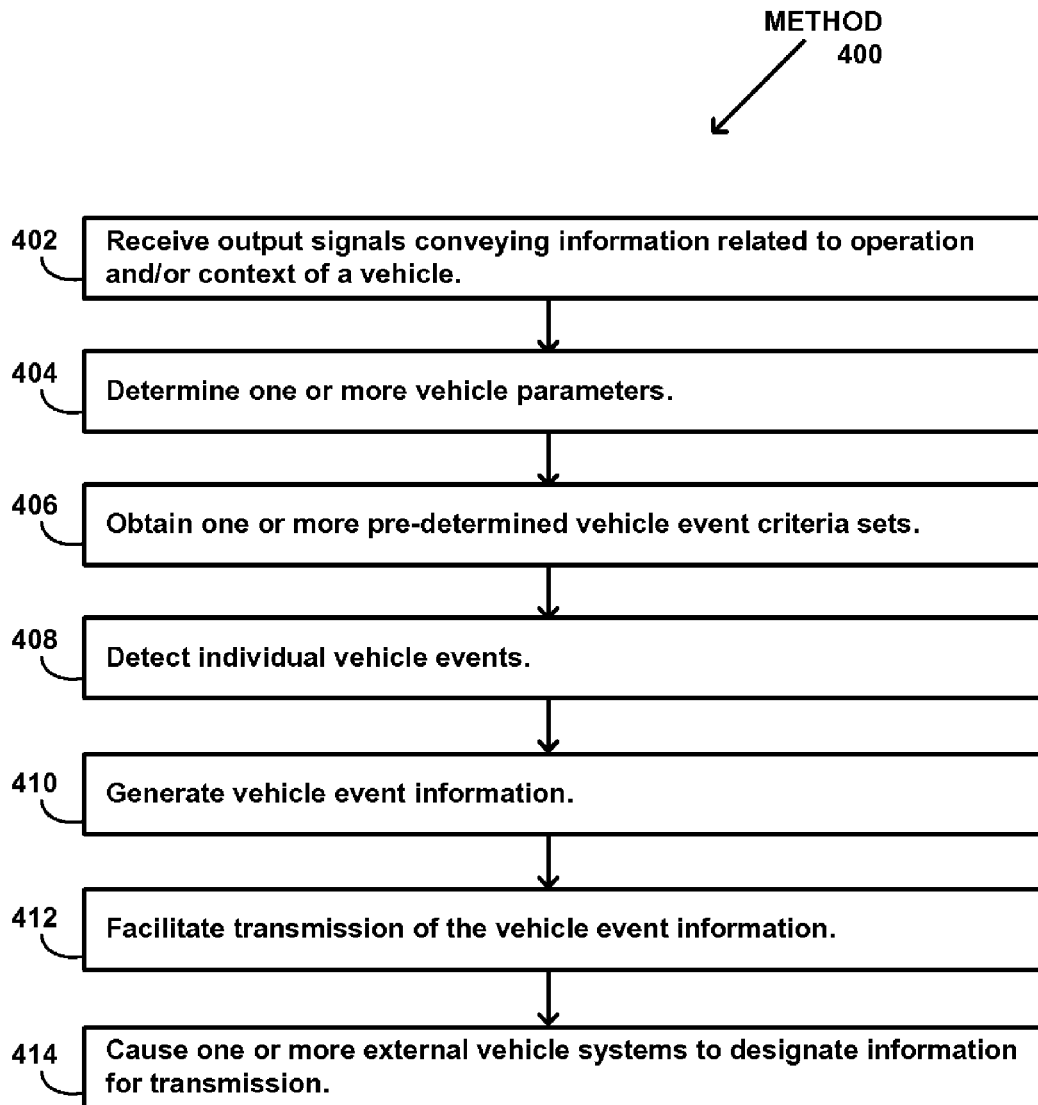 METHOD
400
402
Receive output signals conveying information related to operation
and/or context of a vehicle.
404
Determine one or more vehicle parameters.
406
Obtain one or more pre-determined vehicle event criteria sets.
408
Detect individual vehicle events.
410
Generate vehicle event information.
412
Facilitate transmission of the vehicle event information.
414
Cause one or more external vehicle systems to designate information
for transmission.